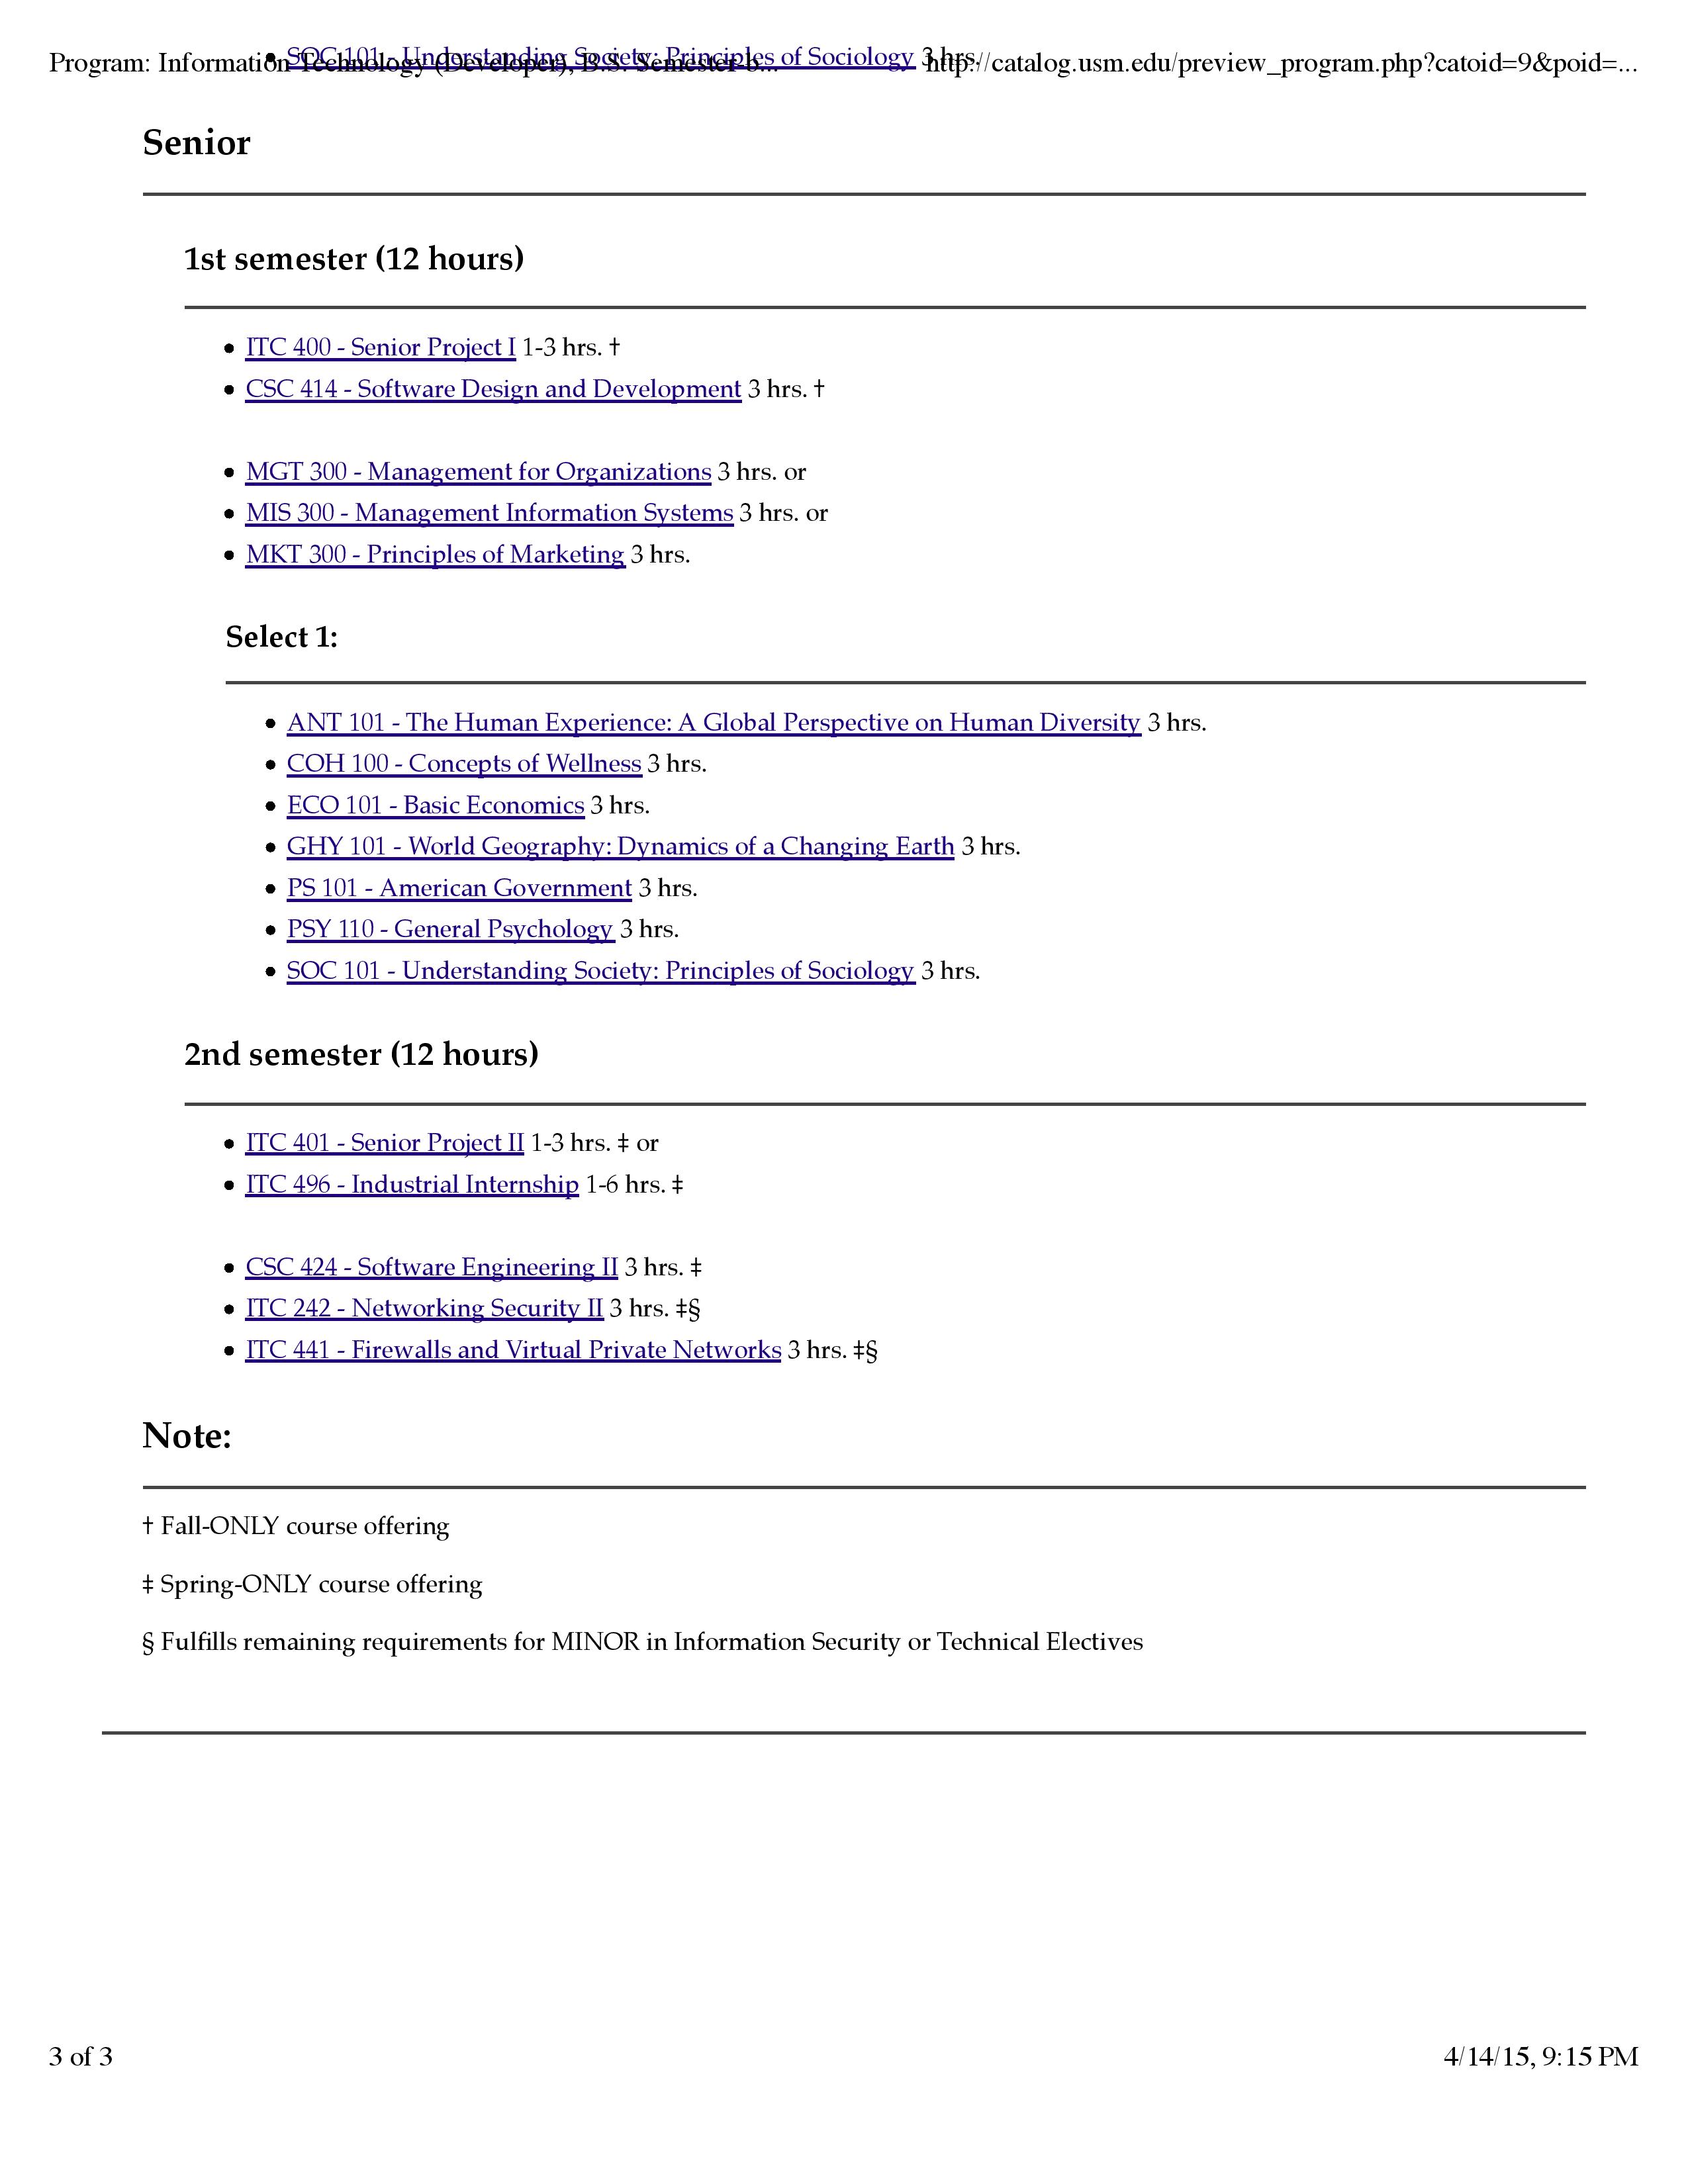 • SOC 101 - Understanding Society: Principles of Sociology 3 hrs.
Program: Information Technology (Developer), B.S. Semester-b... http://catalog.usm.edu/preview_program.php?catoid=9&poid=...
Senior
1st semester (12 hours)
• ITC 400 - Senior Project I 1-3 hrs. †
• CSC 414 - Software Design and Development 3 hrs. †
• MGT 300 - Management for Organizations 3 hrs. or
• MIS 300 - Management Information Systems 3 hrs. or
• MKT 300 - Principles of Marketing 3 hrs.
Select 1:
• ANT 101 - The Human Experience: A Global Perspective on Human Diversity 3 hrs.
• COH 100 - Concepts of Wellness 3 hrs.
• ECO 101 - Basic Economics 3 hrs.
• GHY 101 - World Geography: Dynamics of a Changing Earth 3 hrs.
• PS 101 - American Government 3 hrs.
• PSY 110 - General Psychology 3 hrs.
• SOC 101 - Understanding Society: Principles of Sociology 3 hrs.
2nd semester (12 hours)
• ITC 401 - Senior Project II 1-3 hrs. ‡ or
• ITC 496 - Industrial Internship 1-6 hrs. ‡
• CSC 424 - Software Engineering II 3 hrs. ‡
• ITC 242 - Networking Security II 3 hrs. ‡§
• ITC 441 - Firewalls and Virtual Private Networks 3 hrs. ‡§
Note:
† Fall-ONLY course offering
‡ Spring-ONLY course offering
§ Fulfills remaining requirements for MINOR in Information Security or Technical Electives
3 of 3 4/14/15, 9:15 PM